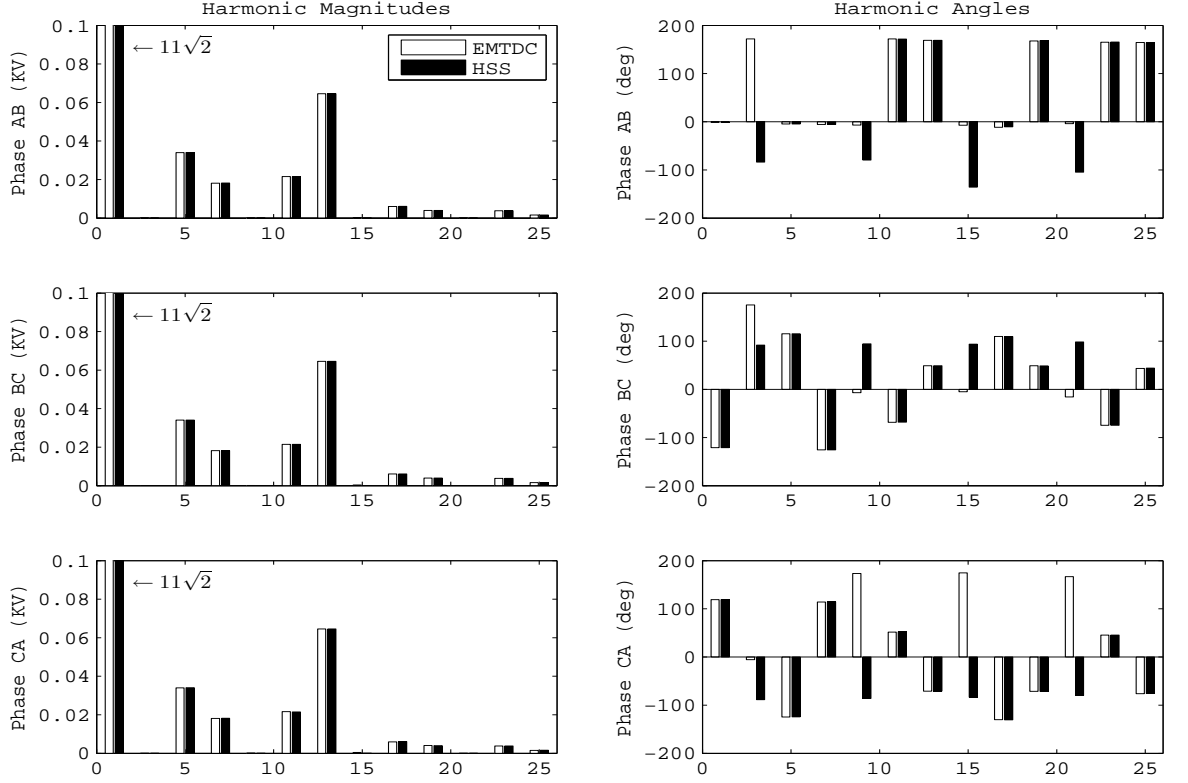 Harmonic Magnitudes
Phase AB (KV)
0.1
0.08
0.06
0.04
0.02
0
← 11√2
EMTDC
HSS
0 5 10 15 20 25
Harmonic Angles
Phase AB (deg)
200
100
0
−100
−200
0 5 10 15 20 25
Phase BC (KV)
0.1
0.08
0.06
0.04
0.02
0
← 11√2
0 5 10 15 20 25
Phase BC (deg)
200
100
0
−100
−200
0 5 10 15 20 25
Phase CA (KV)
0.1
0.08
0.06
0.04
0.02
0
← 11√2
0 5 10 15 20 25
Phase CA (deg)
200
100
0
−100
−200
0 5 10 15 20 25